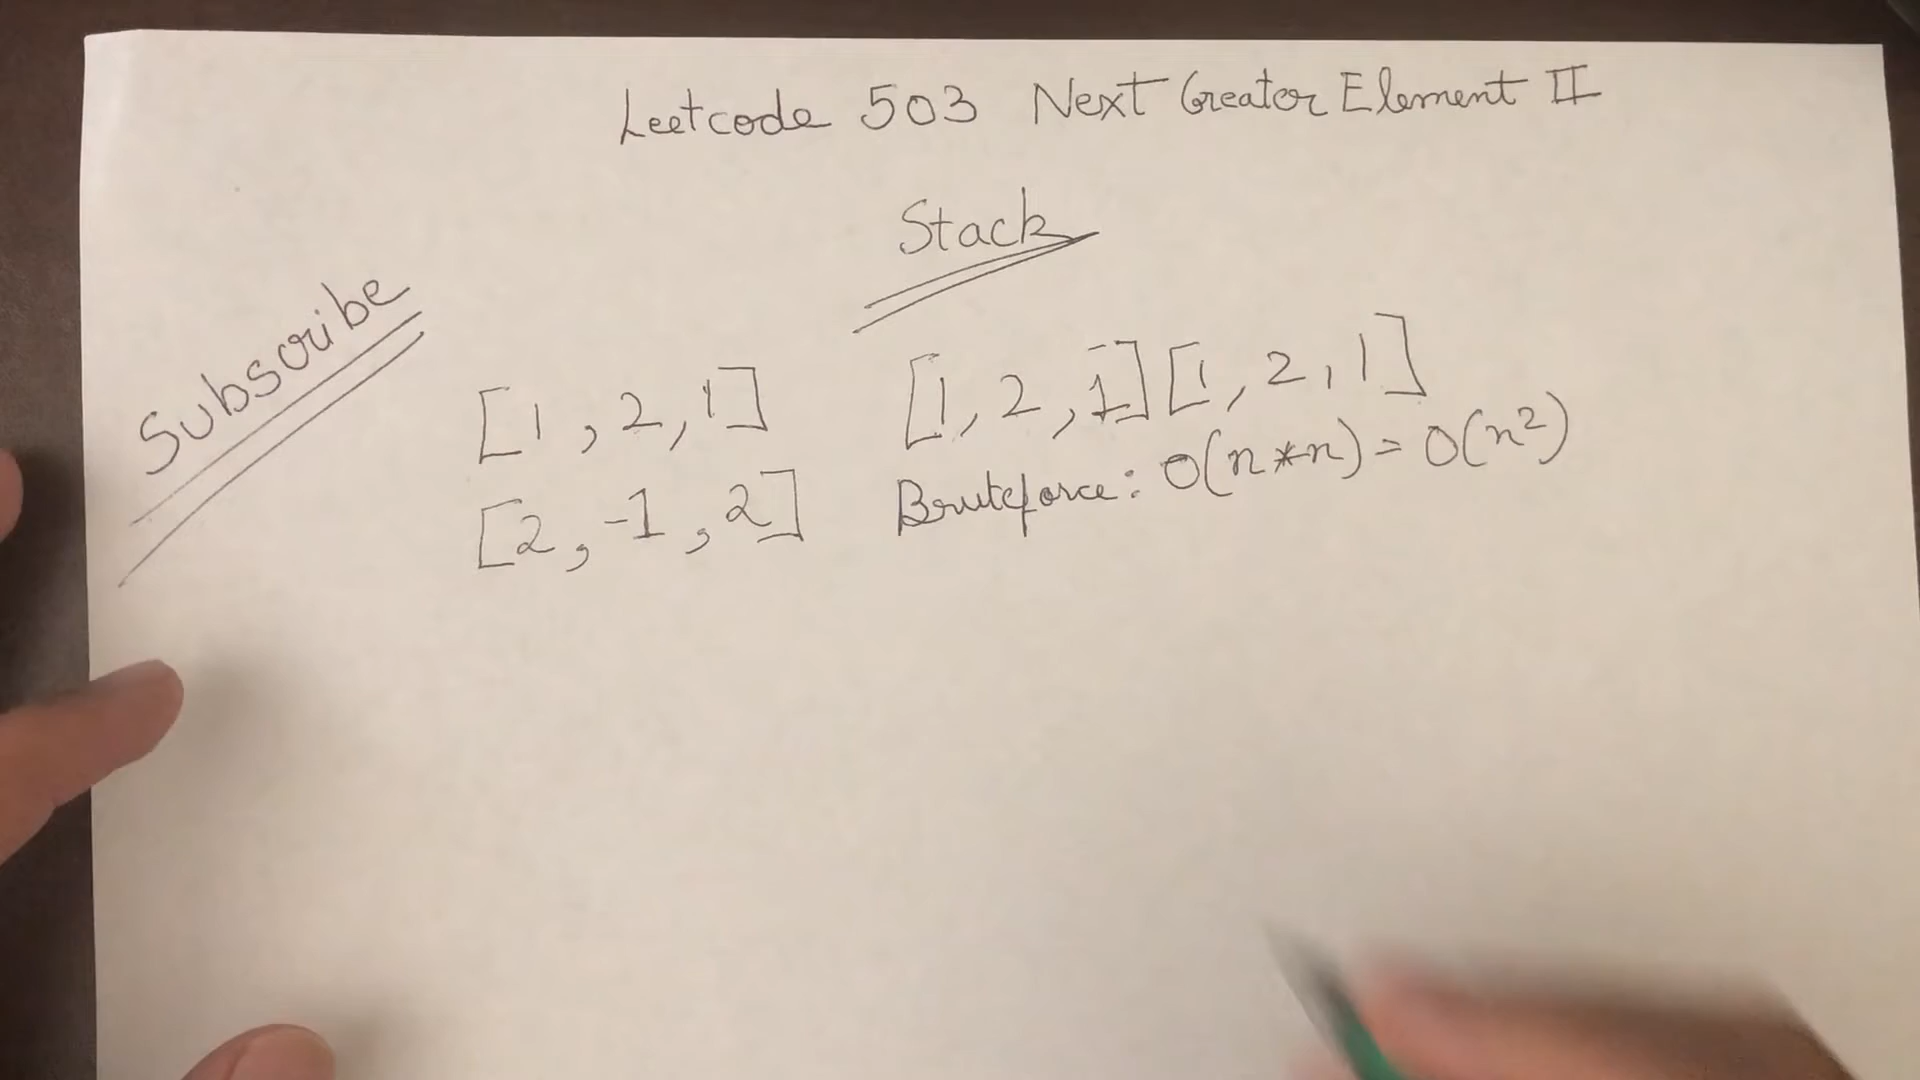 Leetcode 503 Next Greator Element II
Stack
Subscribe
[1, 2, 1] [1, 2, 1][1, 2, 1]
[2, -1, 2] Bruteforce: O(n*n) = O(n²)